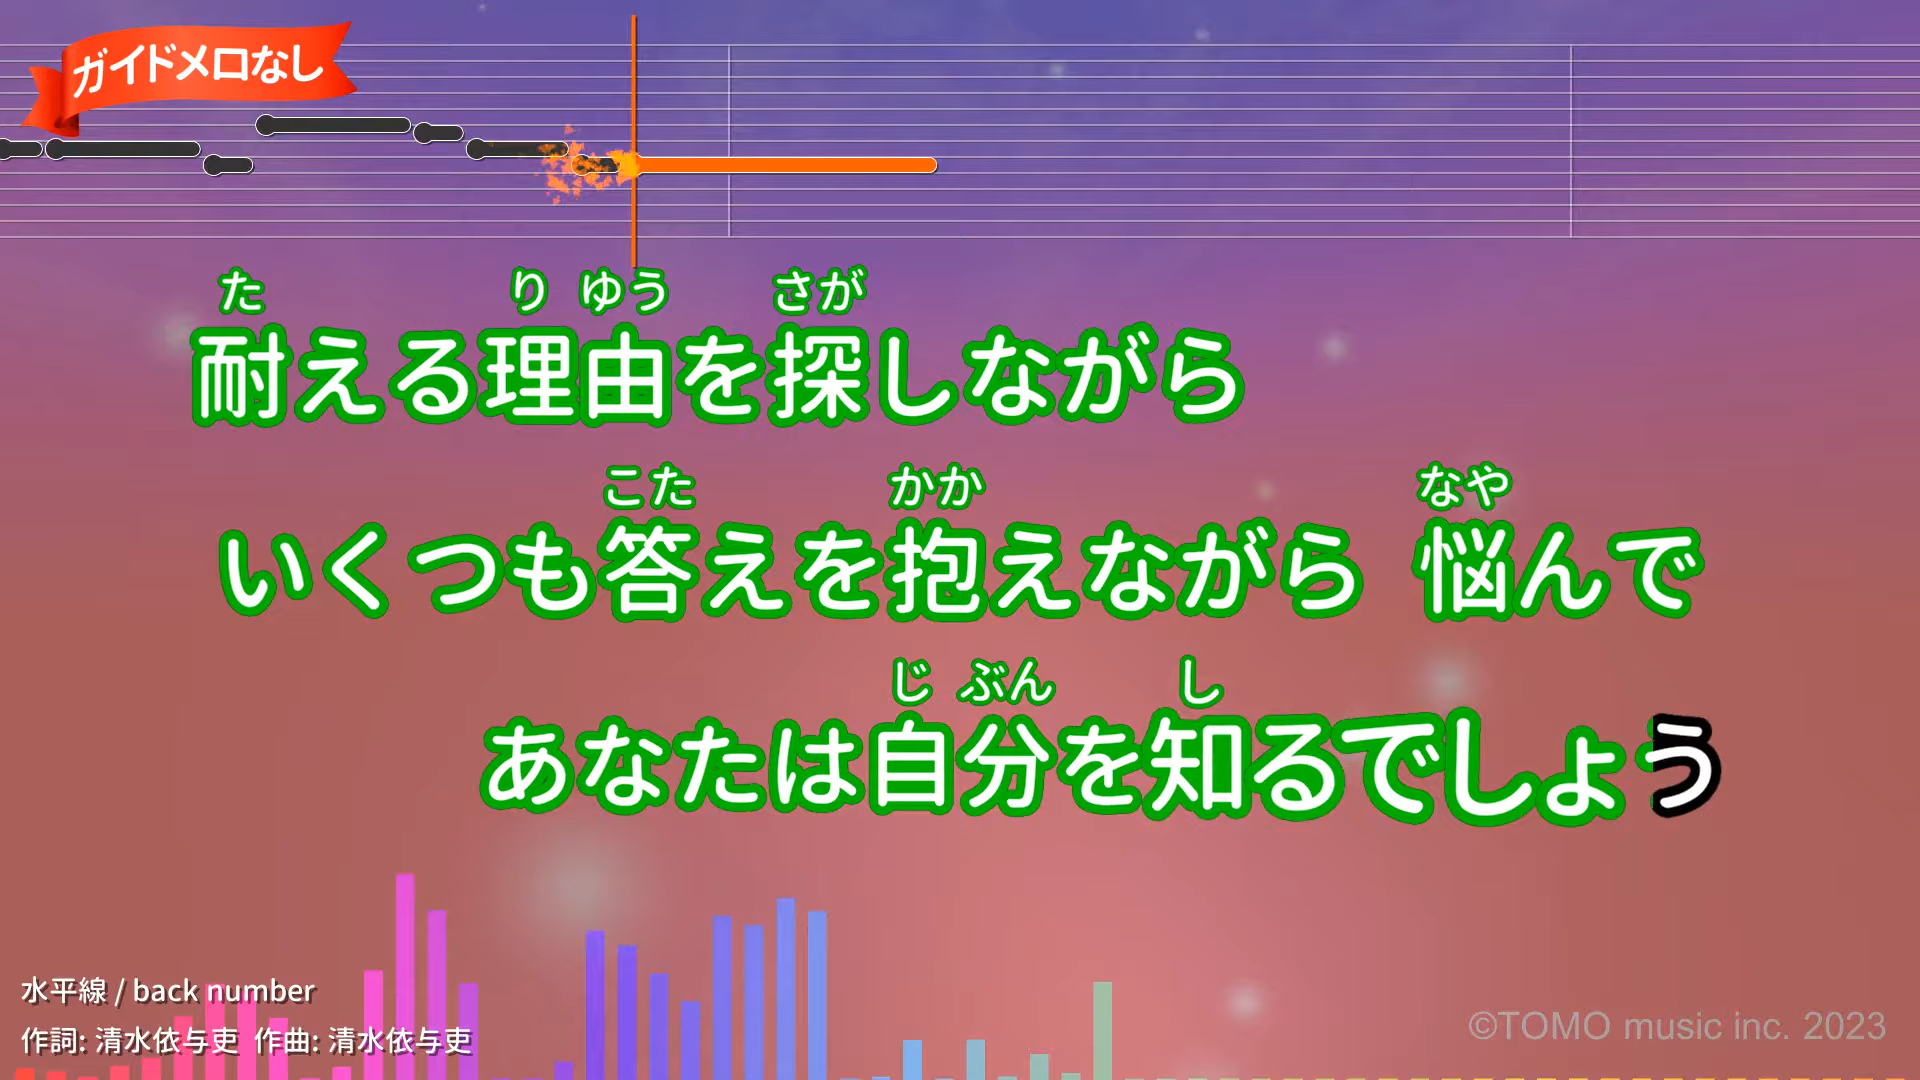 ガイドメロなし
た り ゆう さが
耐える理由を探しながら
こた かか なや
いくつも答えを抱えながら 悩んで
じ ぶん し
あなたは自分を知るでしょう
水平線 / back number
作詞: 清水依与吏 作曲: 清水依与吏
©TOMO music inc. 2023